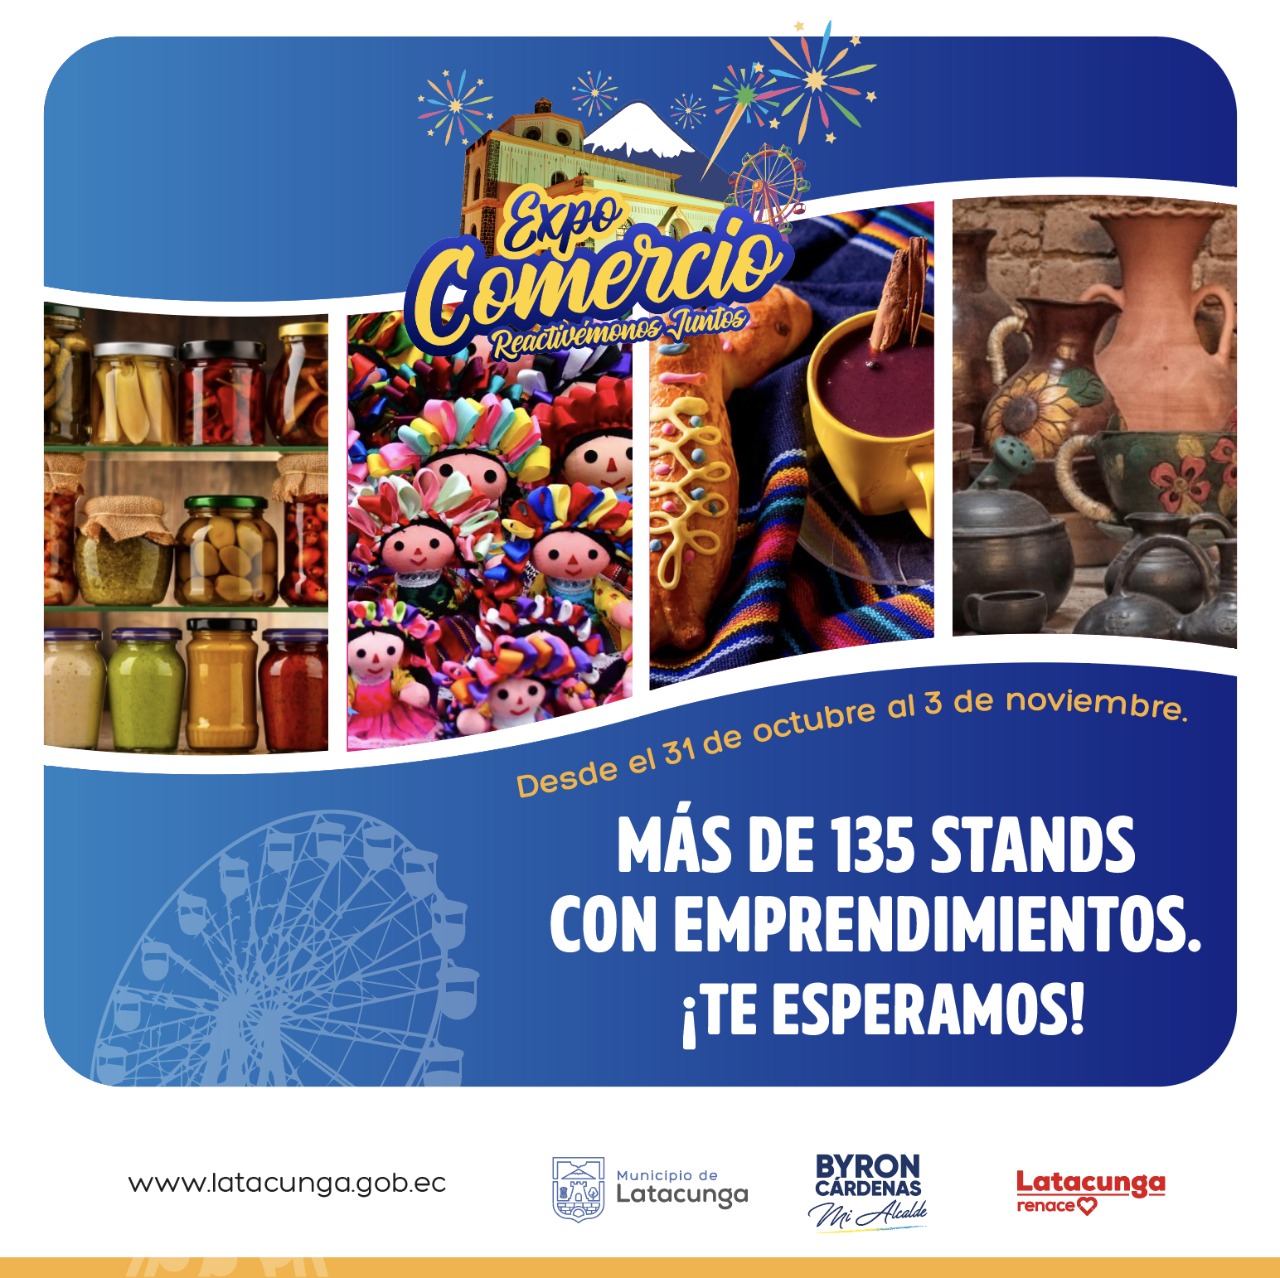 Expo
Comercio
Reactivémonos Juntos
Desde el 31 de octubre al 3 de noviembre.
MÁS DE 135 STANDS
CON EMPRENDIMIENTOS.
¡TE ESPERAMOS!
www.latacunga.gob.ec
Municipio de
Latacunga
BYRON
CÁRDENAS
Mi Alcalde
Latacunga
renace